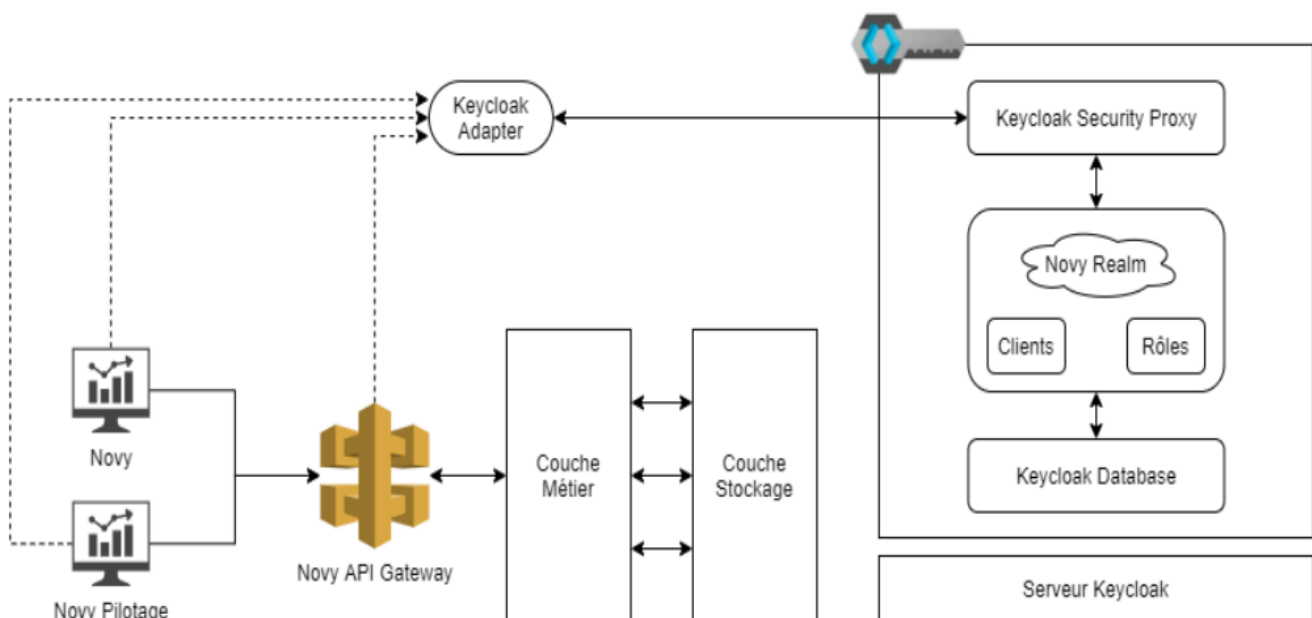 Keycloak
Adapter
Keycloak Security Proxy
Novy Realm
Clients
Rôles
Keycloak Database
Serveur Keycloak
Novy
Novy Pilotage
Novy API Gateway
Couche
Métier
Couche
Stockage